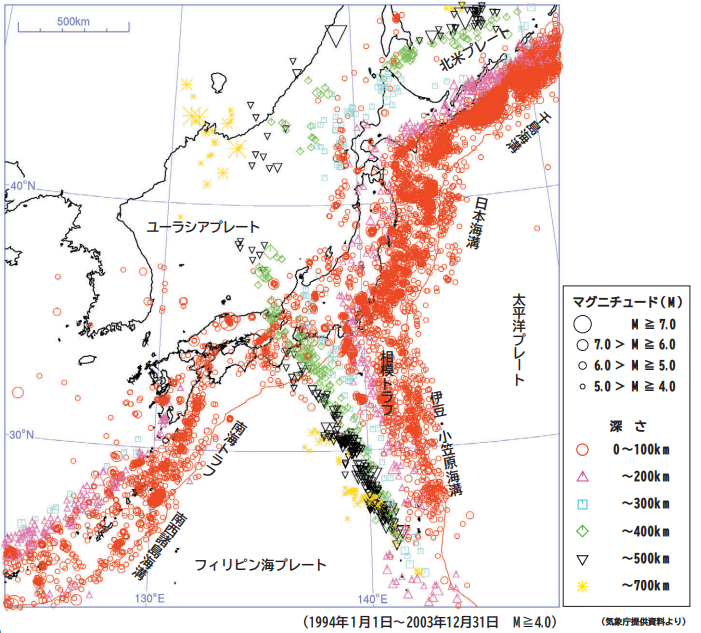 500km
北米プレート
千島海溝
40°N
日本海溝
ユーラシアプレート
太平洋プレート
相模トラフ
伊豆・小笠原海溝
30°N
南海トラフ
南西諸島海溝
フィリピン海プレート
130°E
140°E
マグニチュード(M)
M ≧ 7.0
7.0 > M ≧ 6.0
6.0 > M ≧ 5.0
5.0 > M ≧ 4.0
深 さ
0〜100km
〜200km
〜300km
〜400km
〜500km
〜700km
(1994年1月1日〜2003年12月31日 M≧4.0)
(気象庁提供資料より)